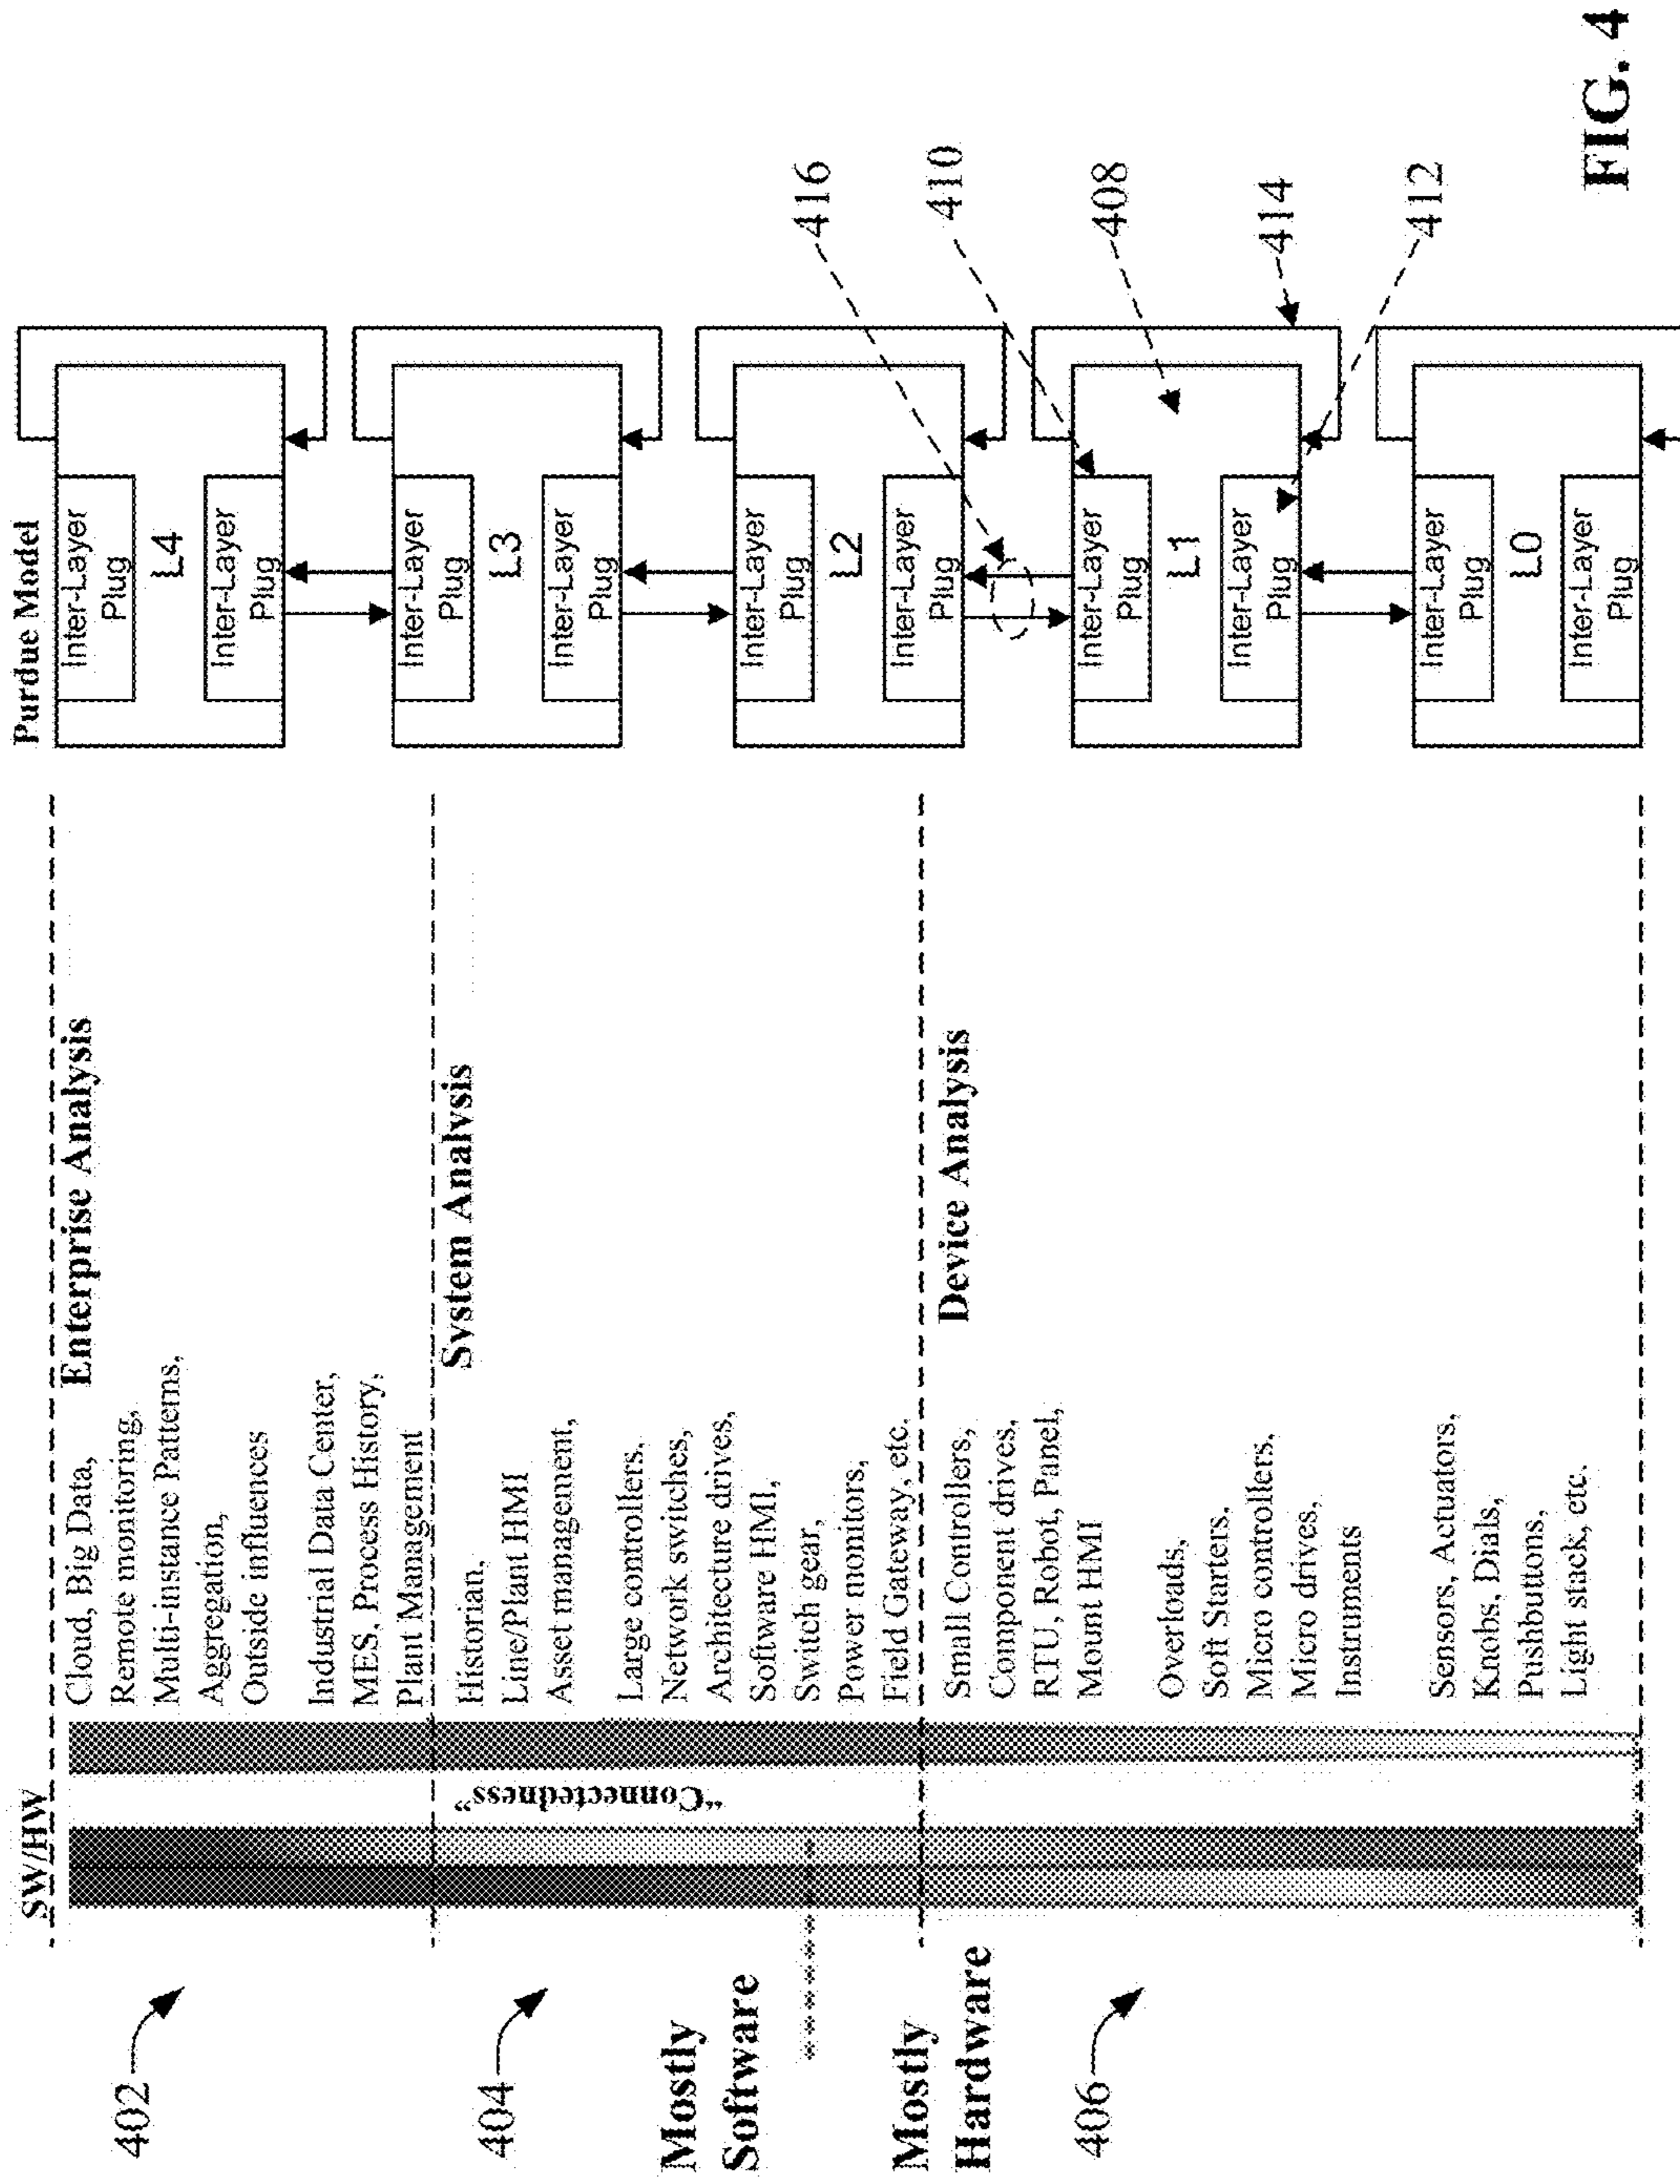 SW/HW
Purdue Model
402
Cloud, Big Data,
Remote monitoring,
Multi-instance Patterns,
Aggregation,
Outside influences
Enterprise Analysis
Industrial Data Center,
MES, Process History,
Plant Management
404
Historian,
Line/Plant HMI
Asset management,
System Analysis
"Connectedness"
Large controllers,
Network switches,
Architecture drives,
Software HMI,
Switch gear,
Power monitors,
Field Gateway, etc.
Mostly
Software
Mostly
Hardware
406
Small Controllers,
Component drives,
RTU, Robot, Panel,
Mount HMI
Device Analysis
Overloads,
Soft Starters,
Micro controllers,
Micro drives,
Instruments
Sensors, Actuators,
Knobs, Dials,
Pushbuttons,
Light stack, etc.
Inter-Layer
Plug
L4
Inter-Layer
Plug
Inter-Layer
Plug
L3
Inter-Layer
Plug
Inter-Layer
Plug
L2
Inter-Layer
Plug
Inter-Layer
Plug
L1
Inter-Layer
Plug
Inter-Layer
Plug
L0
Inter-Layer
Plug
416
410
408
414
412
FIG. 4